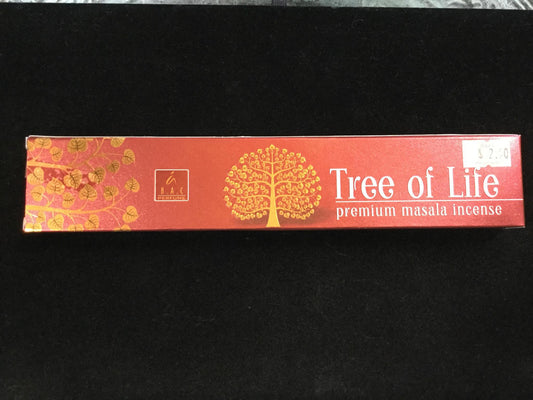 Tree of Life
premium masala incense